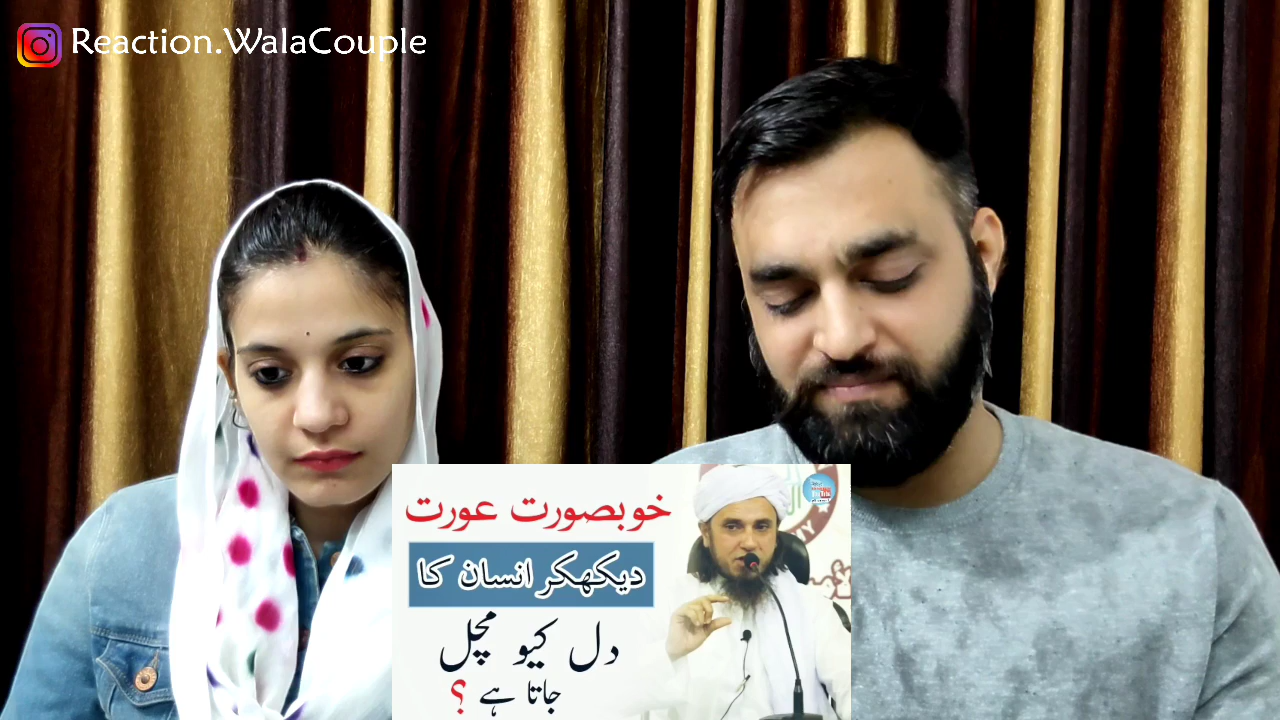 Reaction.WalaCouple
خوبصورت عورت
دیکھکر انسان کا
دل کیو مچل
جاتا ہے ؟